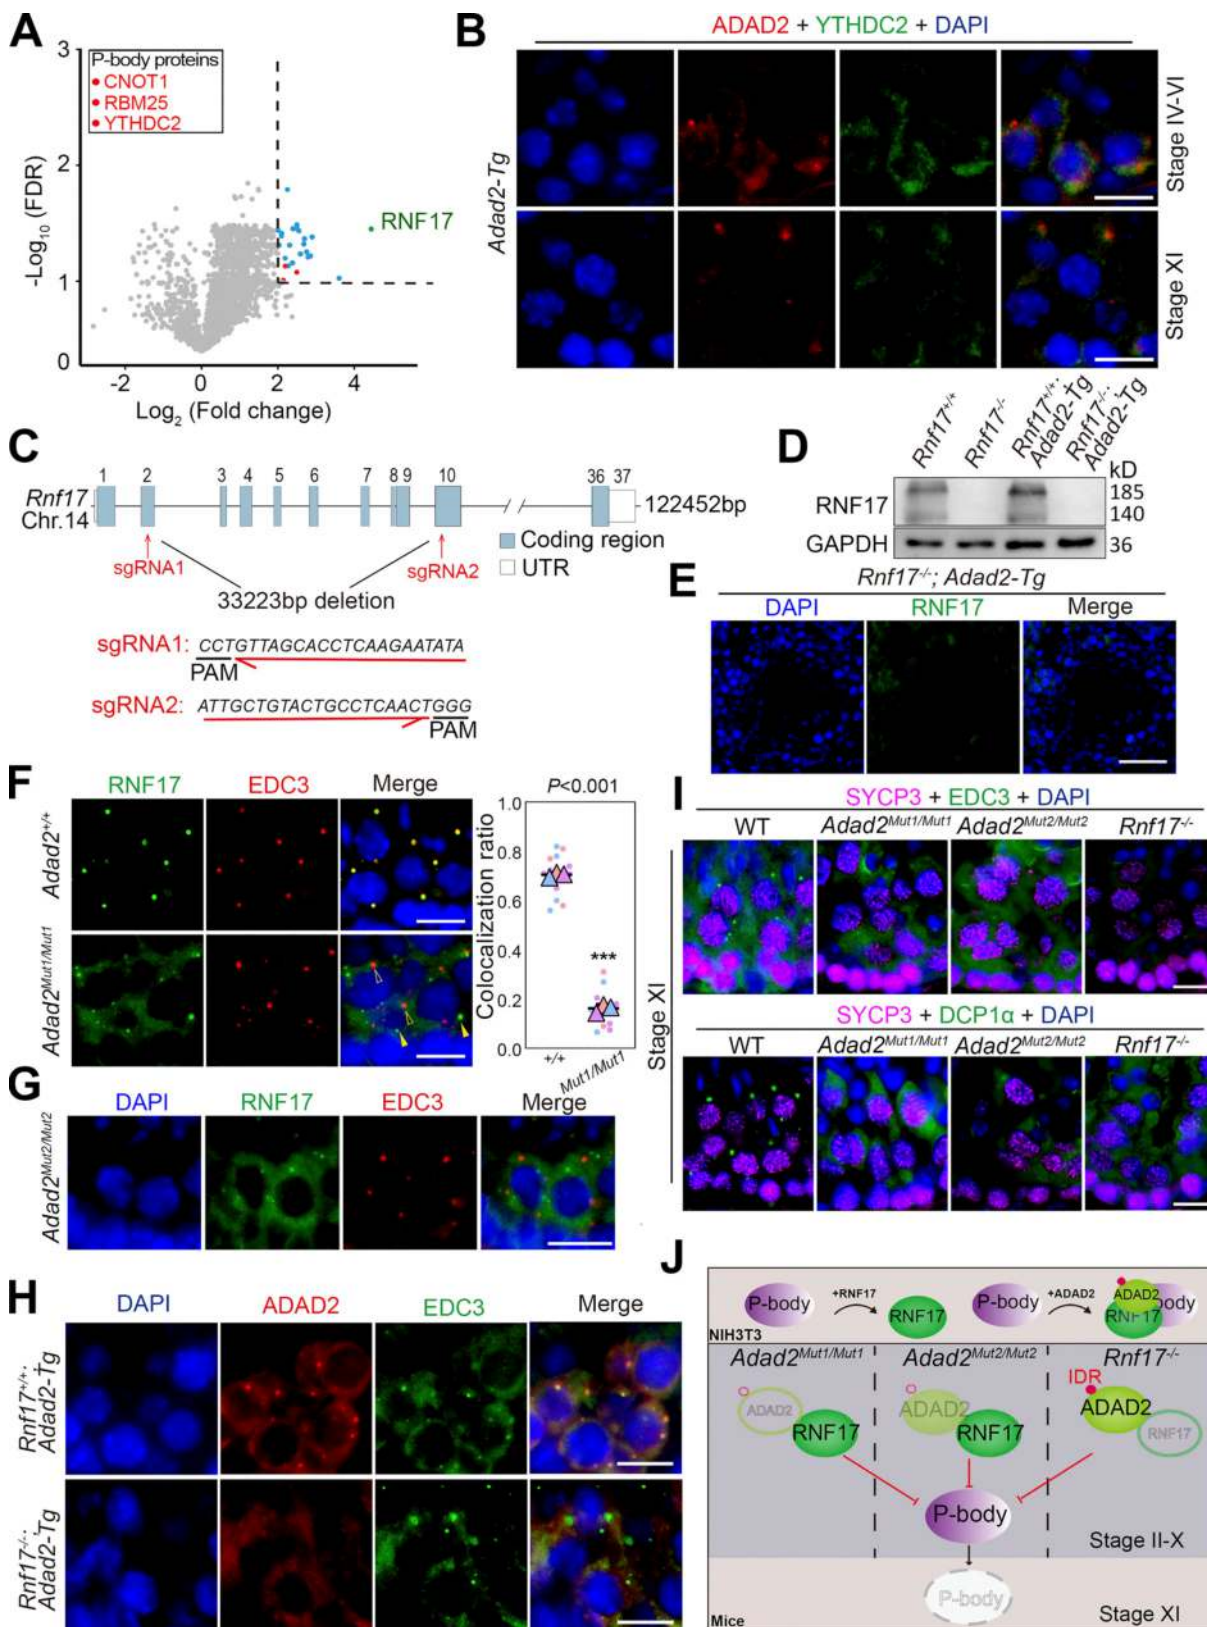 A
3
2
1
0
-Log10 (FDR)
P-body proteins
CNOT1
RBM25
YTHDC2
RNF17
-2 0 2 4
Log2 (Fold change)
B
ADAD2 + YTHDC2 + DAPI
Adad2-Tg
Stage IV-VI
Stage XI
C
1 2 3 4 5 6 7 8 9 10 36 37
Rnf17
Chr.14
122452bp
sgRNA1
sgRNA2
Coding region
UTR
33223bp deletion
sgRNA1: CCTGTTAGCACCTCAAGAATATA
PAM
sgRNA2: ATTGCTGTACTGCCTCAACTGGG
PAM
D
Rnf17+/+
Rnf17-/-
Rnf17+/+;
Adad2-Tg
Rnf17-/-;
Adad2-Tg
kD
RNF17
185
140
GAPDH
36
E
Rnf17-/-; Adad2-Tg
DAPI RNF17 Merge
F
RNF17 EDC3 Merge
Adad2+/+
Adad2Mut1/Mut1
P<0.001
Colocalization ratio
1.0
0.8
0.6
0.4
0.2
0.0
***
+/+
Mut1/Mut1
G
DAPI RNF17 EDC3 Merge
Adad2Mut2/Mut2
H
DAPI ADAD2 EDC3 Merge
Rnf17+/+;
Adad2-Tg
Rnf17-/-;
Adad2-Tg
I
SYCP3 + EDC3 + DAPI
WT Adad2Mut1/Mut1 Adad2Mut2/Mut2 Rnf17-/-
Stage XI
SYCP3 + DCP1α + DAPI
WT Adad2Mut1/Mut1 Adad2Mut2/Mut2 Rnf17-/-
J
P-body
+RNF17
RNF17
P-body
+ADAD2
ADAD2
RNF17
P-body
NIH3T3
Adad2Mut1/Mut1 Adad2Mut2/Mut2 Rnf17-/-
IDR
ADAD2
RNF17
ADAD2
RNF17
ADAD2
RNF17
P-body
Stage II-X
P-body
Mice
Stage XI